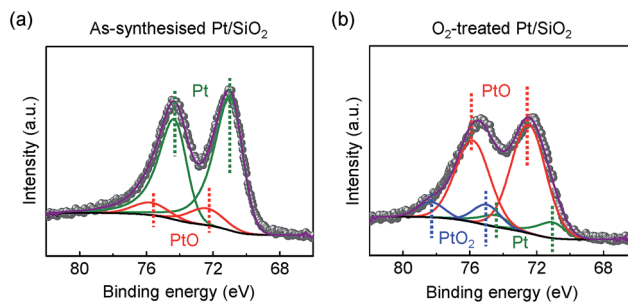 (a) As-synthesised Pt/SiO₂
Pt
PtO
Intensity (a.u.)
80 76 72 68
Binding energy (eV)
(b) O₂-treated Pt/SiO₂
PtO
PtO₂
Pt
Intensity (a.u.)
80 76 72 68
Binding energy (eV)